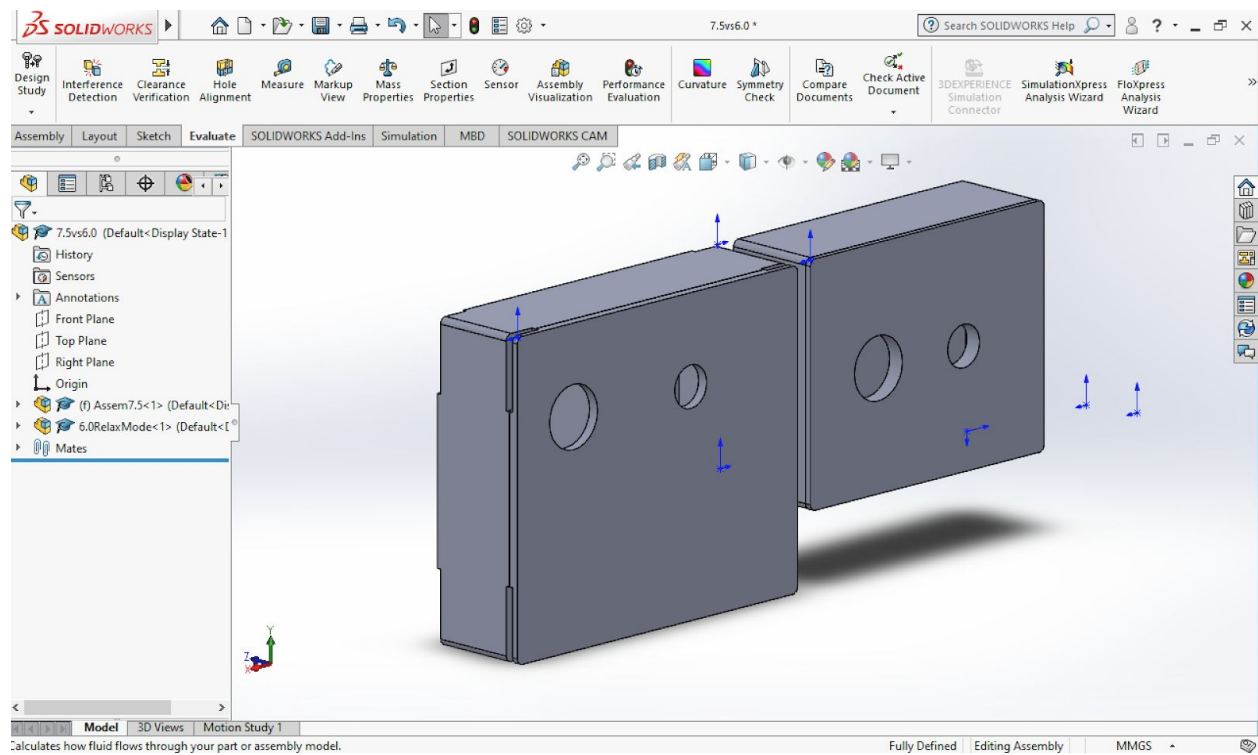 SOLIDWORKS
7.5vs6.0 *
Search SOLIDWORKS Help
Design Study
Interference Detection
Clearance Verification
Hole Alignment
Measure
Markup View
Mass Properties
Section Properties
Sensor
Assembly Visualization
Performance Evaluation
Curvature
Symmetry Check
Compare Documents
Check Active Document
3DEXPERIENCE Simulation Connector
SimulationXpress Analysis Wizard
FloXpress Analysis Wizard
Assembly
Layout
Sketch
Evaluate
SOLIDWORKS Add-Ins
Simulation
MBD
SOLIDWORKS CAM
7.5vs6.0 (Default<Display State-1
History
Sensors
Annotations
Front Plane
Top Plane
Right Plane
Origin
(f) Assem7.5<1> (Default<Dis
6.0RelaxMode<1> (Default<D
Mates
Y
Z
X
Model
3D Views
Motion Study 1
Calculates how fluid flows through your part or assembly model.
Fully Defined
Editing Assembly
MMGS